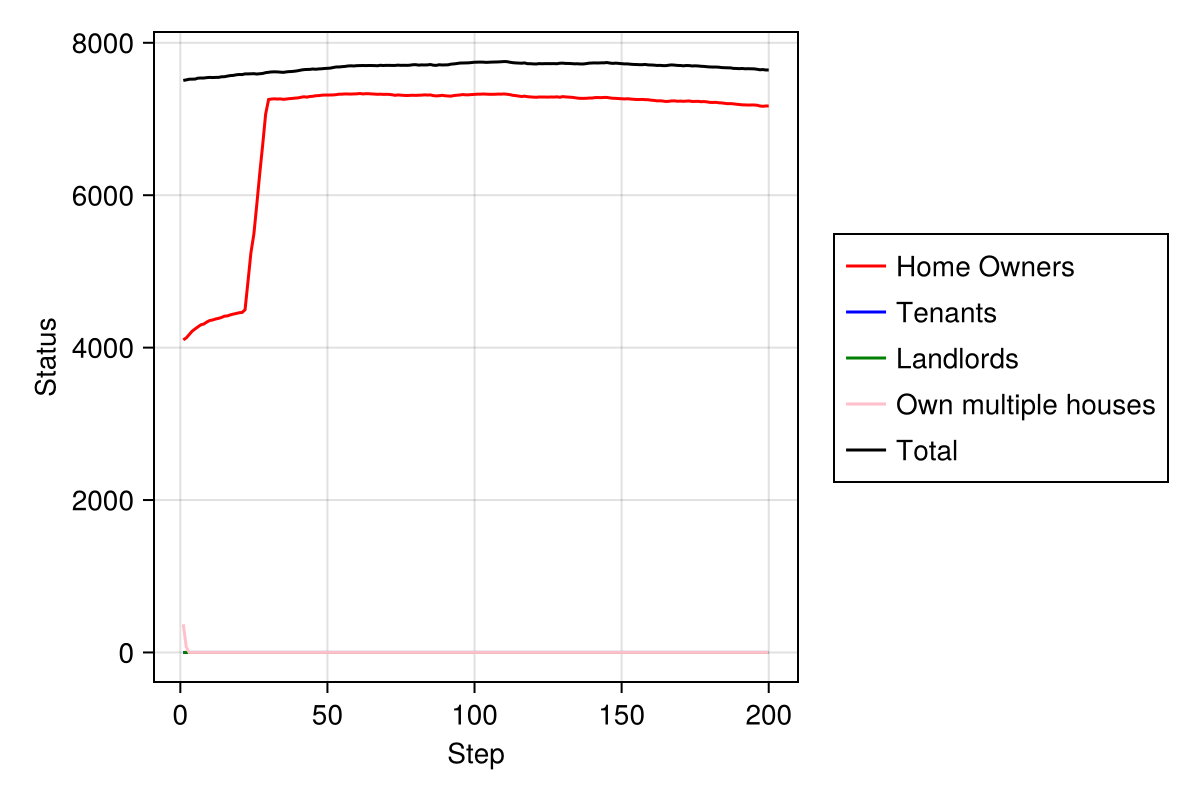 8000
6000
4000
2000
0
Status
0 50 100 150 200
Step
Home Owners
Tenants
Landlords
Own multiple houses
Total